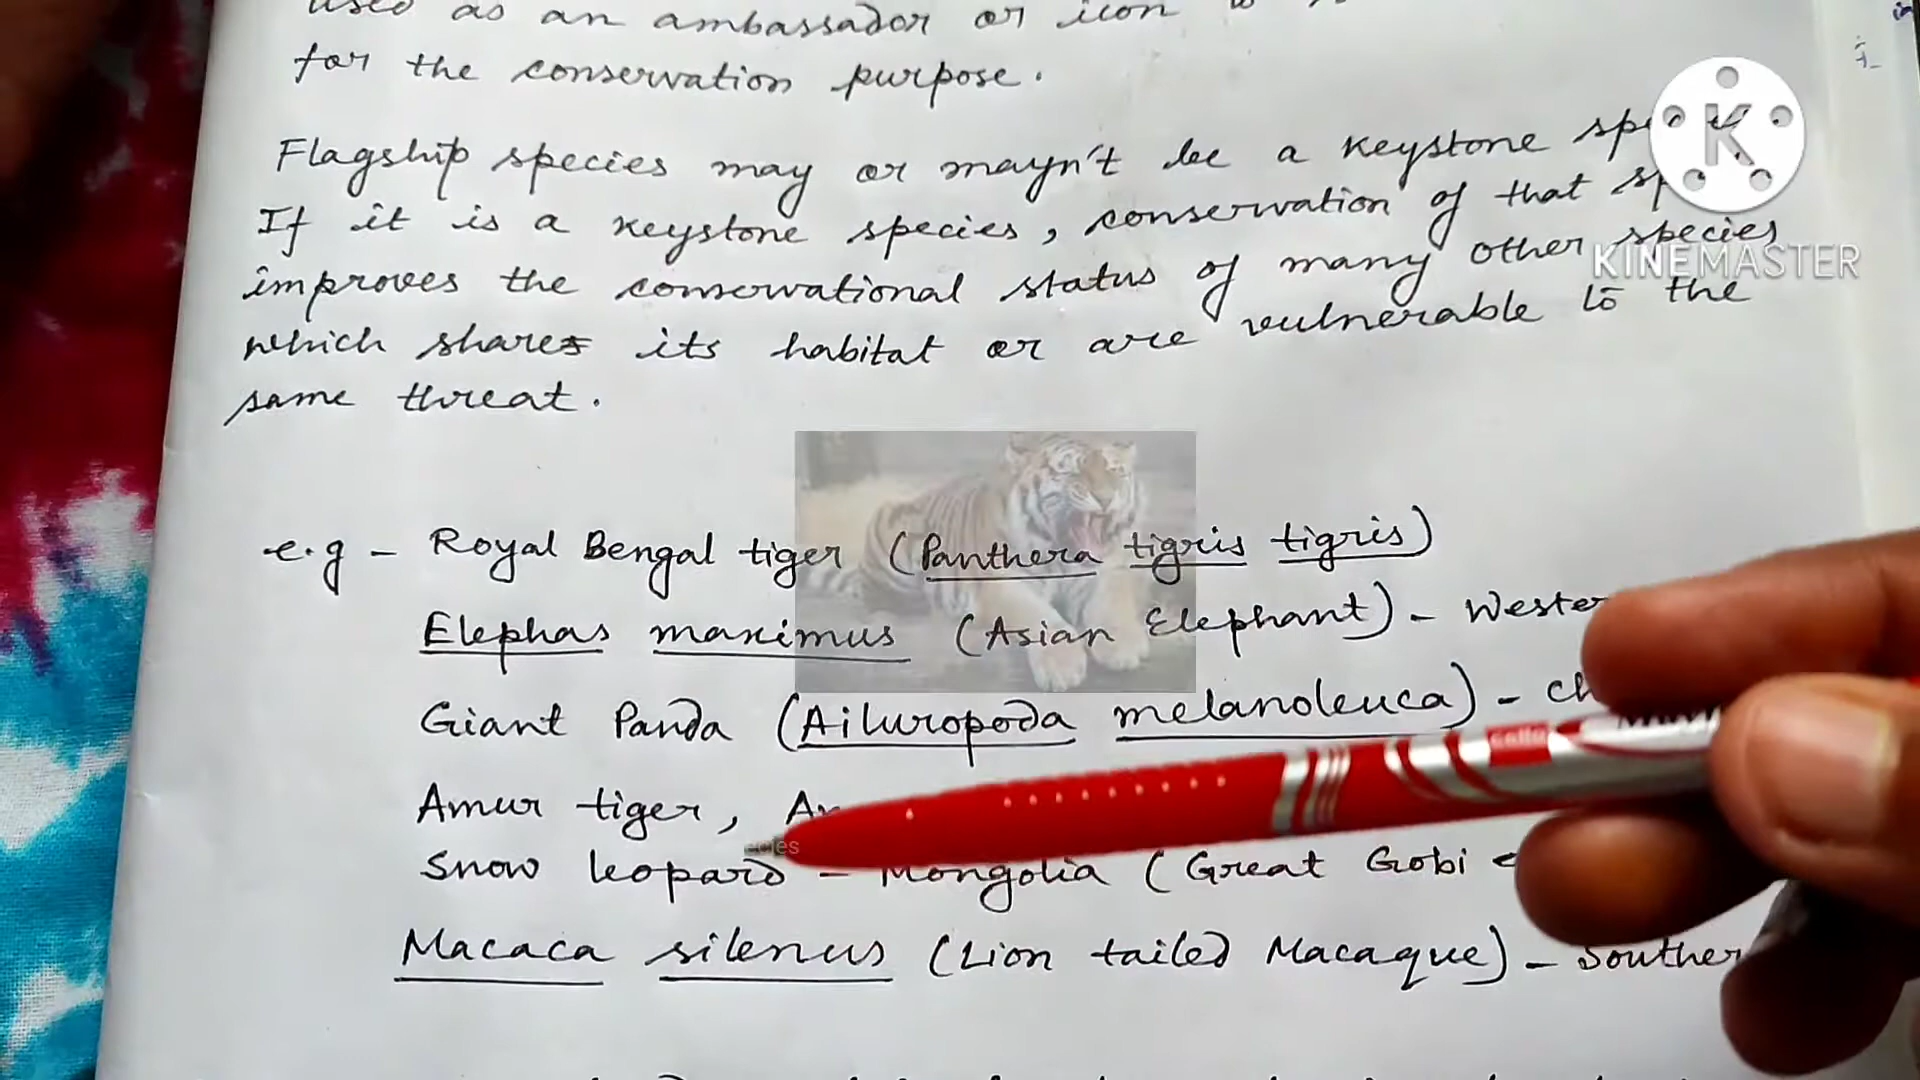 used as an ambassador or icon
for the conservation purpose.
Flagship species may or mayn't be a keystone
If it is a keystone species, conservation of that
improves the conservational status of many other species
which shares its habitat or are vulnerable to the
same threat.
e.g - Royal Bengal tiger (Panthera tigris tigris)
Elephas maximus (Asian Elephant) -
Giant Panda (Ailuropoda melanoleuca) -
Amur tiger,
Snow leopard - Mongolia (Great Gobi
Macaca silenus (Lion tailed Macaque) -
K
KINEMASTER
cello